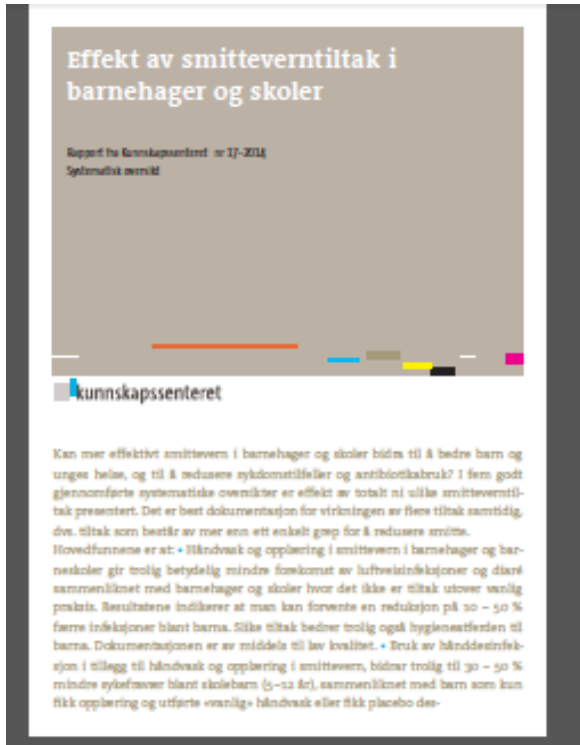 Effekt av smitteverntiltak i
barnehager og skoler
Rapport fra Kunnskapssenteret nr 17–2014
Systematisk oversikt
kunnskapssenteret
Kan mer effektivt smittevern i barnehager og skoler bidra til å bedre barn og
unges helse, og til å redusere sykdomstilfeller og antibiotikabruk? I fem godt
gjennomførte systematiske oversikter er effekt av totalt ni ulike smitteverntil-
tak presentert. Det er best dokumentasjon for virkningen av flere tiltak samtidig,
dvs. tiltak som består av mer enn ett enkelt grep for å redusere smitte.
Hovedfunnene er at: • Håndvask og opplæring i smittevern i barnehager og bar-
neskoler gir trolig betydelig mindre forekomst av luftveisinfeksjoner og diaré
sammenliknet med barnehager og skoler hvor det ikke er tiltak utover vanlig
praksis. Resultatene indikerer at man kan forvente en reduksjon på 10 – 50 %
færre infeksjoner blant barna. Slike tiltak bedrer trolig også hygieneatferden til
barna. Dokumentasjonen er av middels til lav kvalitet. • Bruk av hånddesinfek-
sjon i tillegg til håndvask og opplæring i smittevern, bidrar trolig til 30 – 50 %
mindre sykefravær blant skolebarn (5–12 år), sammenliknet med barn som kun
fikk opplæring og utførte «vanlig» håndvask eller fikk placebo des-